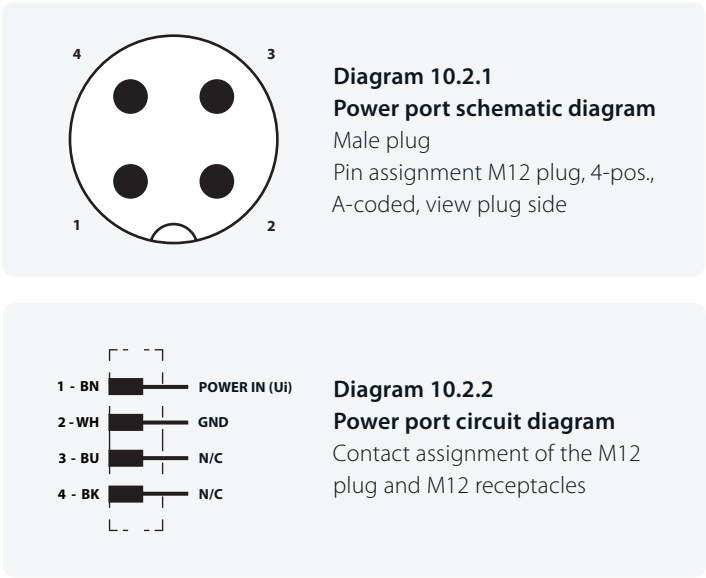 4
3
1
2
Diagram 10.2.1
Power port schematic diagram
Male plug
Pin assignment M12 plug, 4-pos.,
A-coded, view plug side
1 - BN
POWER IN (Ui)
2 - WH
GND
3 - BU
N/C
4 - BK
N/C
Diagram 10.2.2
Power port circuit diagram
Contact assignment of the M12
plug and M12 receptacles